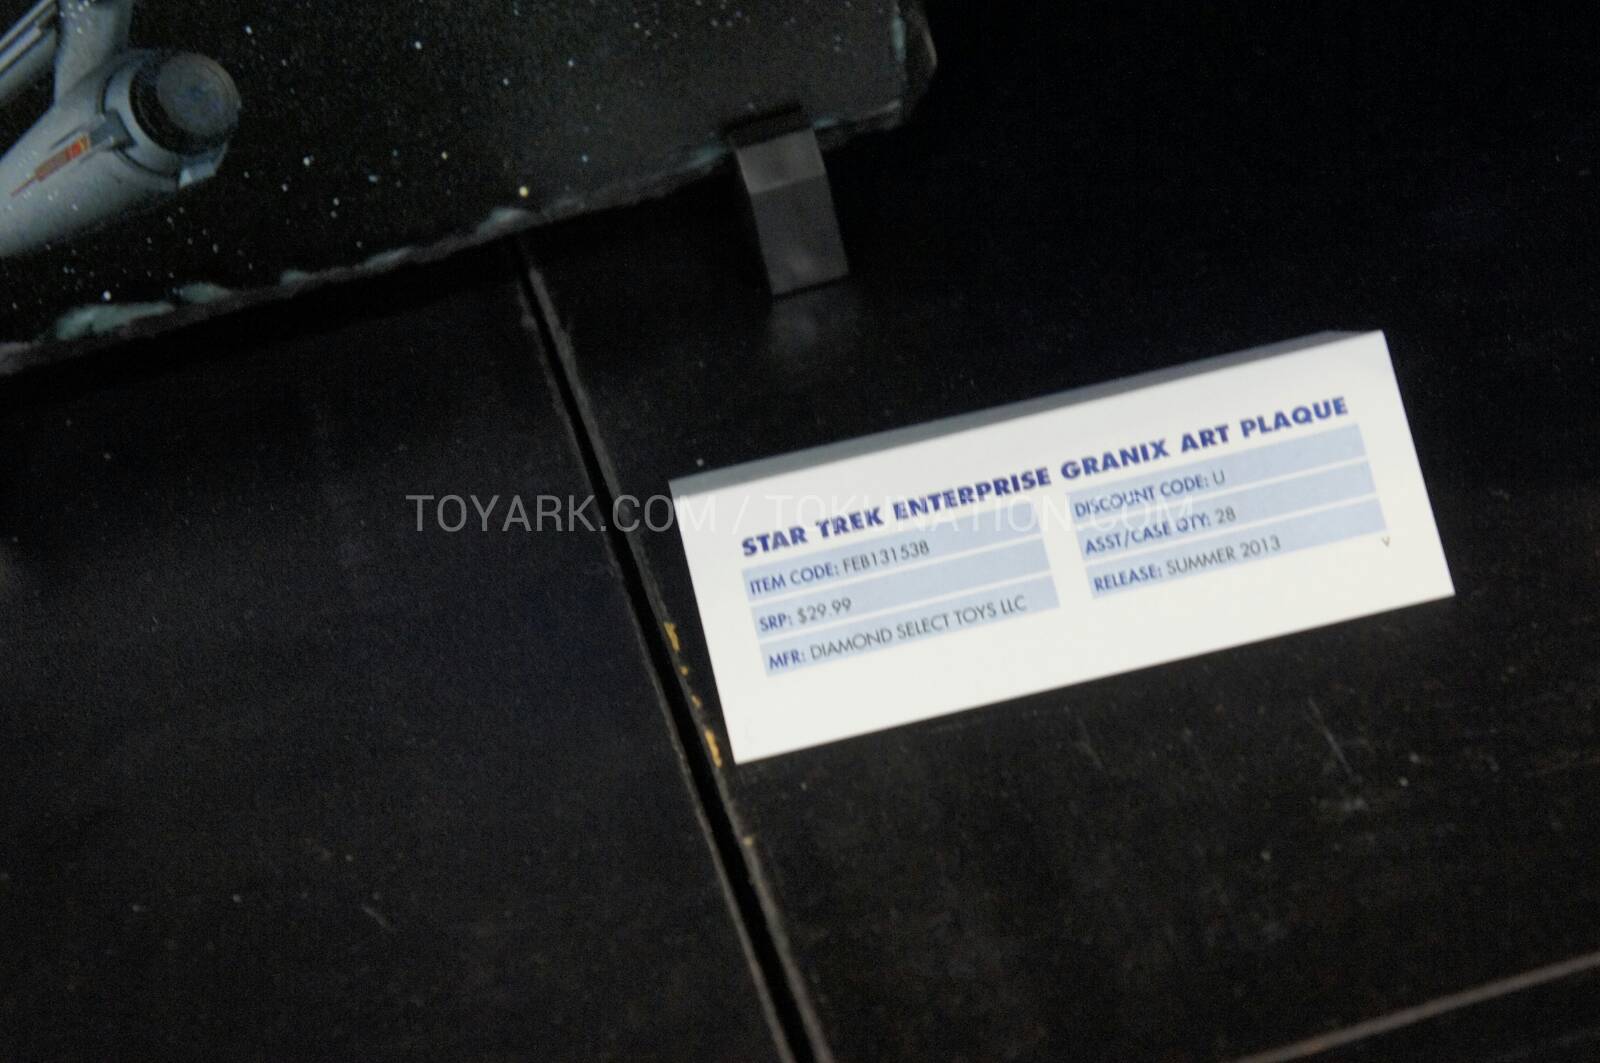 STAR TREK ENTERPRISE GRANIX ART PLAQUE
ITEM CODE: FEB131538
SRP: $29.99
MFR: DIAMOND SELECT TOYS LLC
DISCOUNT CODE: U
ASST/CASE QTY: 28
RELEASE: SUMMER 2013
V
TOYARK.COM / TOKUNATION.COM